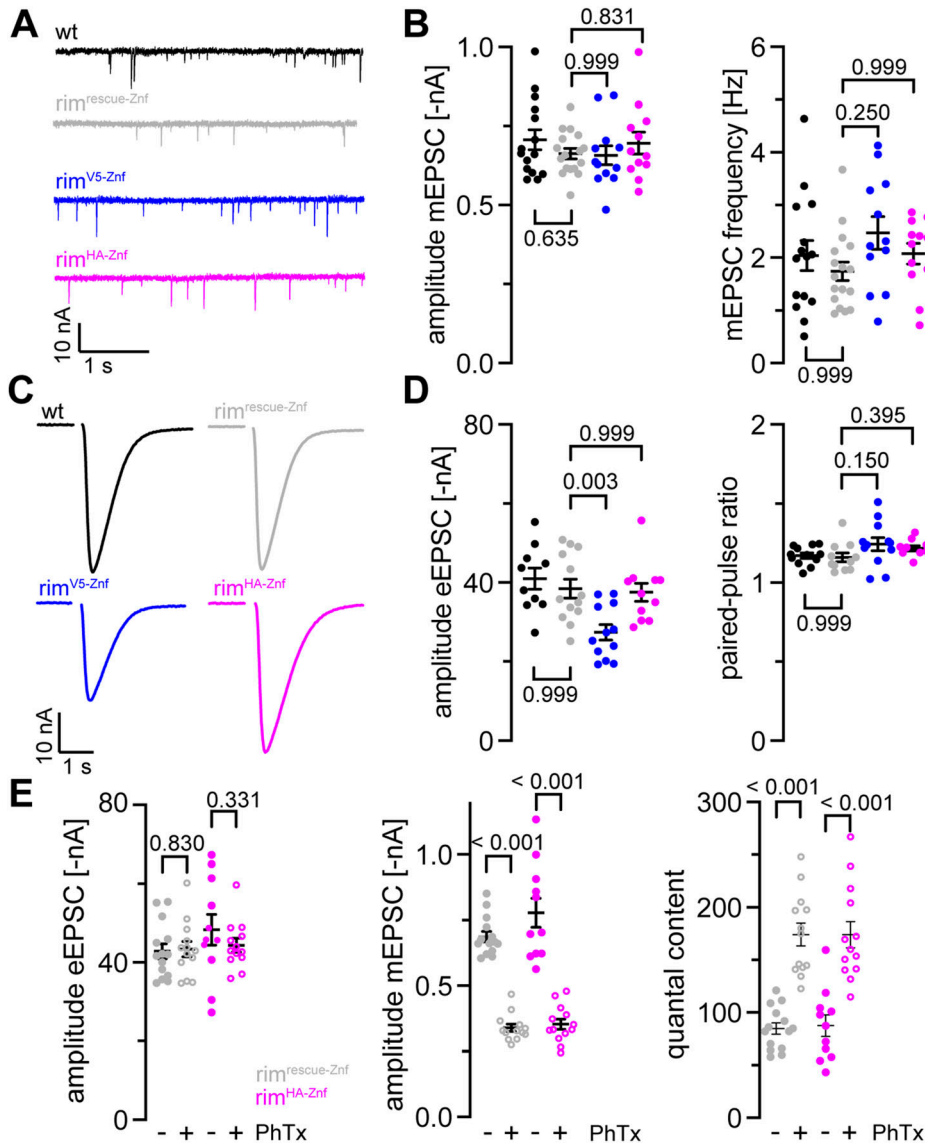 A
wt
rim^rescue-Znf
rim^V5-Znf
rim^HA-Znf
10 nA
1 s
B
amplitude mEPSC [-nA]
1.0
0.5
0.0
0.831
0.999
0.635
mEPSC frequency [Hz]
6
4
2
0
0.999
0.250
0.999
C
wt
rim^rescue-Znf
rim^V5-Znf
rim^HA-Znf
10 nA
1 s
D
amplitude eEPSC [-nA]
80
40
0
0.999
0.003
0.999
paired-pulse ratio
2
1
0
0.395
0.150
0.999
E
amplitude eEPSC [-nA]
80
40
0
0.830
0.331
rim^rescue-Znf
rim^HA-Znf
- + - + PhTx
amplitude mEPSC [-nA]
1.0
0.5
0.0
< 0.001
< 0.001
- + - + PhTx
quantal content
300
200
100
0
< 0.001
< 0.001
- + - + PhTx